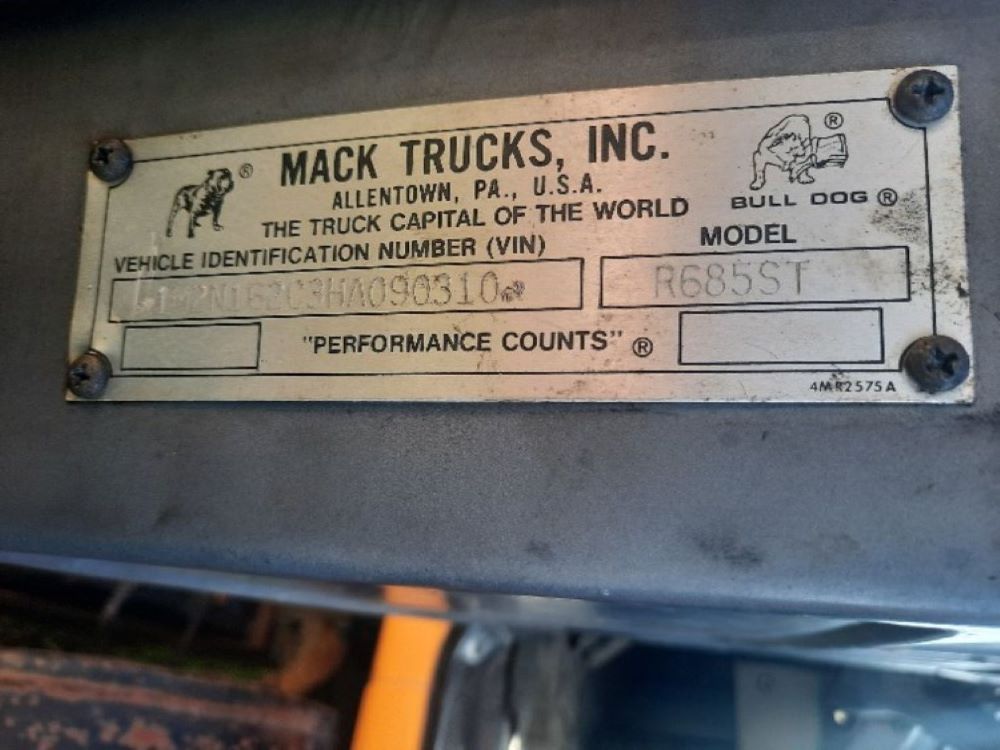 MACK TRUCKS, INC.
ALLENTOWN, PA., U.S.A.
THE TRUCK CAPITAL OF THE WORLD
®
®
BULL DOG ®
VEHICLE IDENTIFICATION NUMBER (VIN)
MODEL
R685ST
"PERFORMANCE COUNTS" ®
4MR2575A